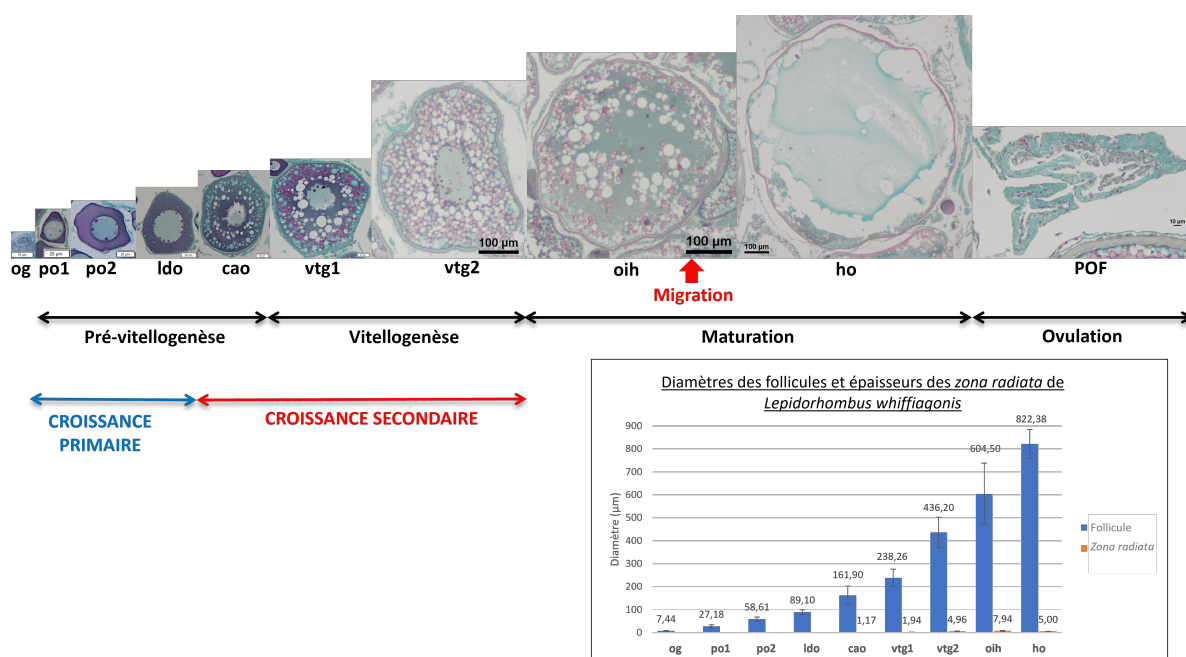 100 µm
100 µm
100 µm
10 µm
20 µm
og po1 po2 ldo cao vtg1 vtg2 oih ho POF
Migration
Pré-vitellogenèse Vitellogenèse Maturation Ovulation
CROISSANCE
PRIMAIRE
CROISSANCE SECONDAIRE
Diamètres des follicules et épaisseurs des zona radiata de
Lepidorhombus whiffiagonis
Diamètre (µm)
900
800
700
600
500
400
300
200
100
0
7,44 27,18 58,61 89,10 161,90 238,26 436,20 604,50 822,38
1,17 1,94 4,96 7,94 5,00
og po1 po2 ldo cao vtg1 vtg2 oih ho
Follicule
Zona radiata